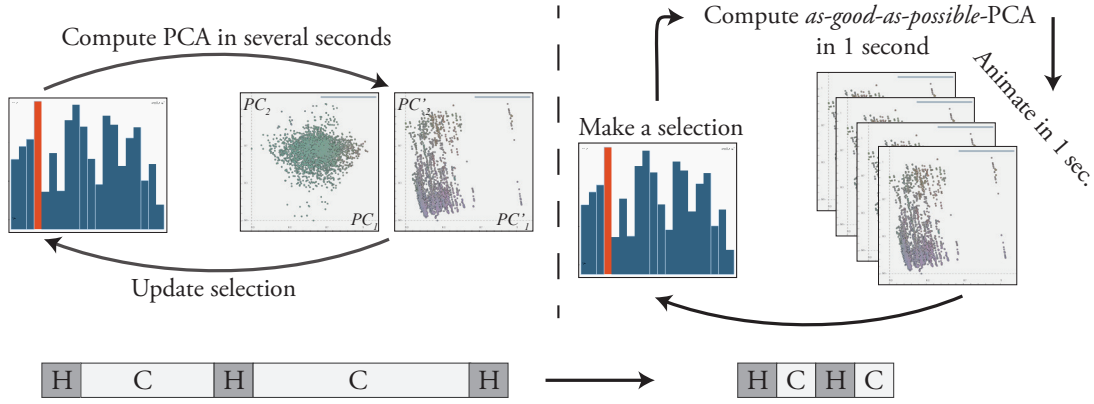 Compute PCA in several seconds
PC2
PC1
PC'2
PC'1
Update selection
Compute as-good-as-possible-PCA
in 1 second
Animate in 1 sec.
Make a selection
H C H C H
H C H C